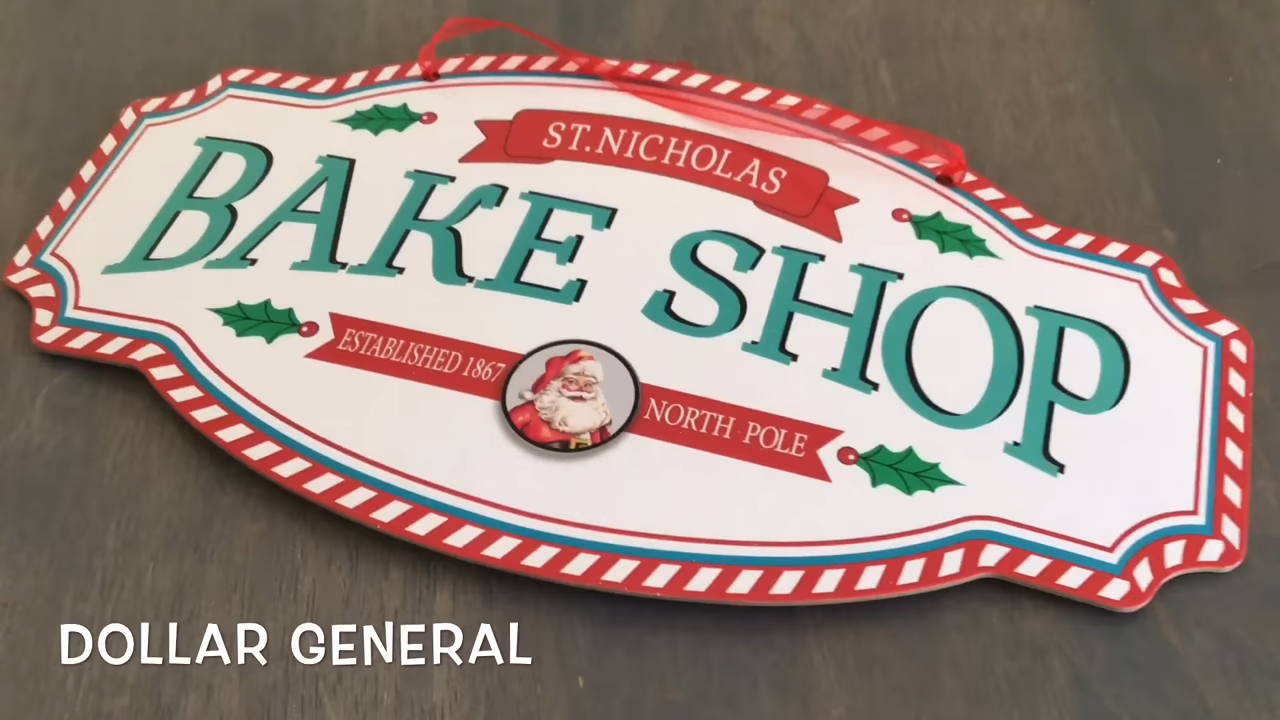 ST.NICHOLAS
BAKE SHOP
ESTABLISHED 1867
NORTH POLE
DOLLAR GENERAL